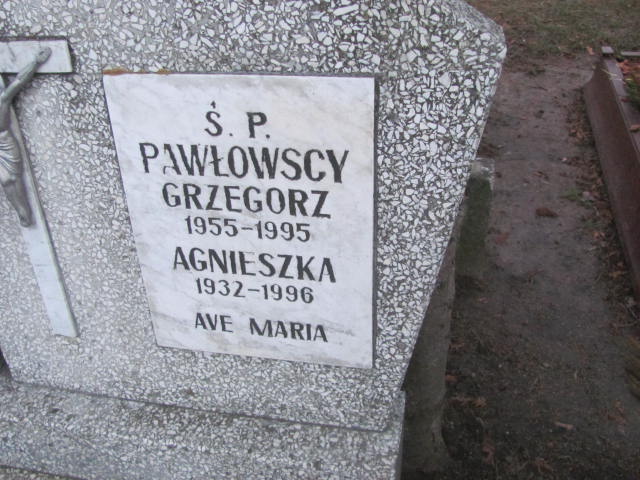 Ś. P.
PAWŁOWSCY
GRZEGORZ
1955-1995
AGNIESZKA
1932-1996
AVE MARIA